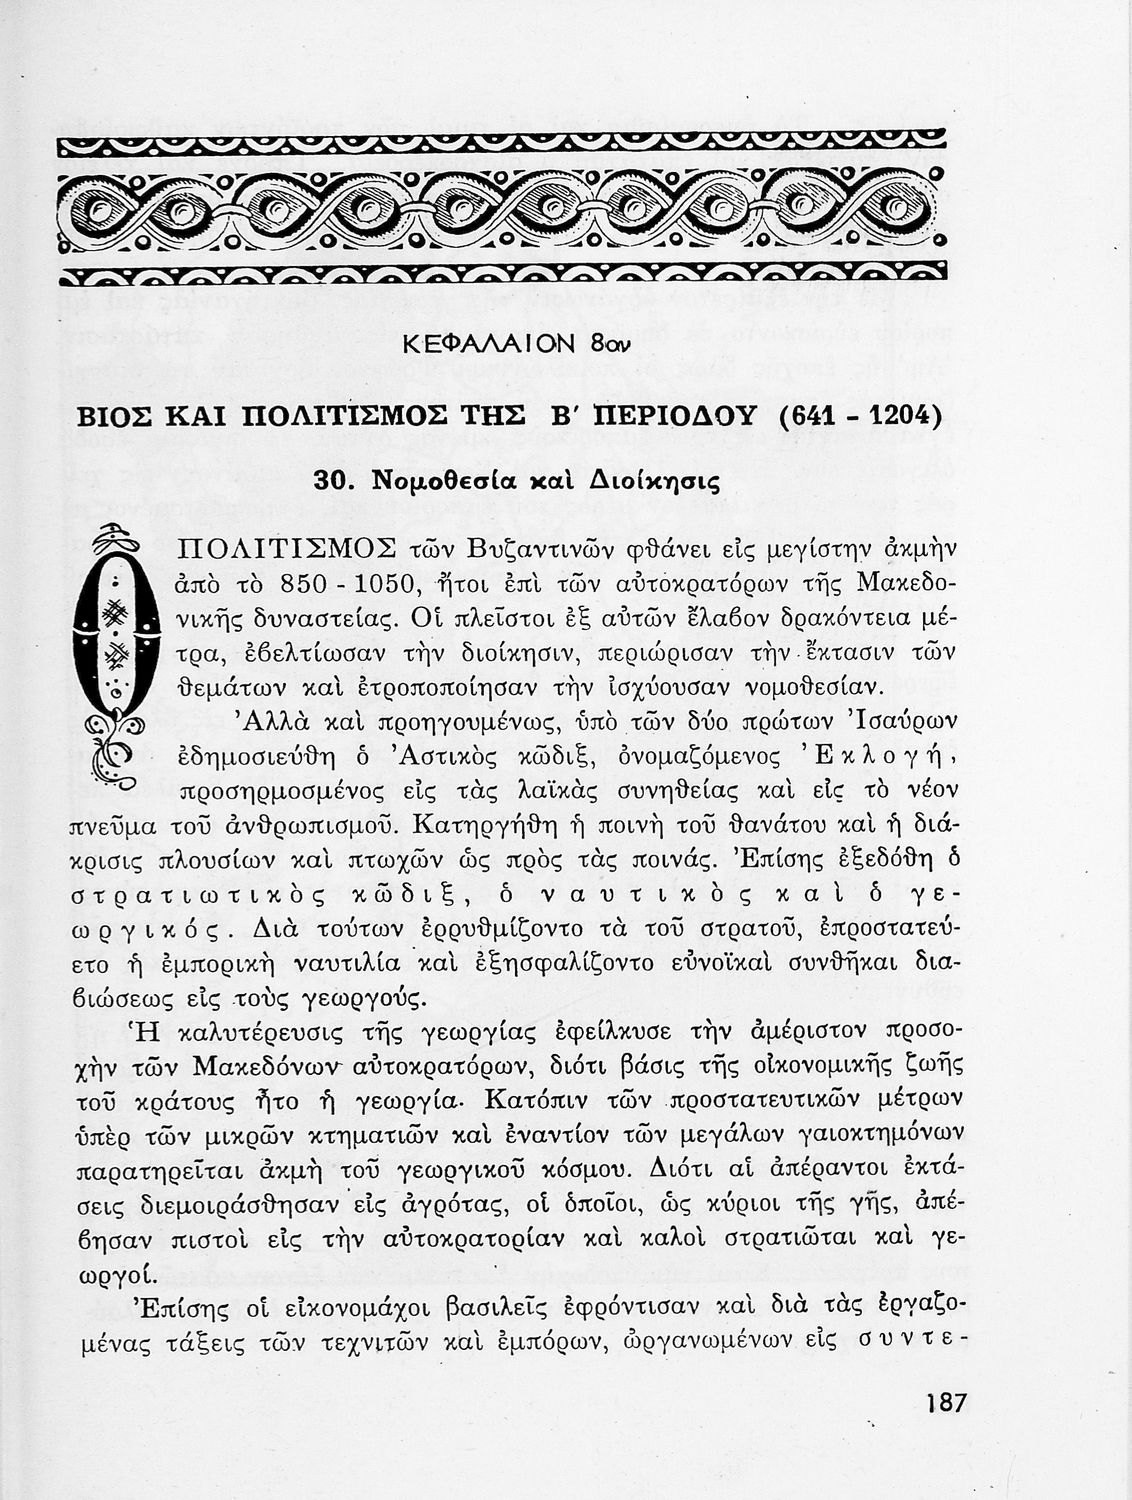 ΚΕΦΑΛΑΙΟΝ 8ον
ΒΙΟΣ ΚΑΙ ΠΟΛΙΤΙΣΜΟΣ ΤΗΣ Β' ΠΕΡΙΟΔΟΥ (641 - 1204)
30. Νομοθεσία καὶ Διοίκησις
Ο ΠΟΛΙΤΙΣΜΟΣ τῶν Βυζαντινῶν φθάνει εἰς μεγίστην ἀκμὴν
ἀπὸ τὸ 850 - 1050, ἤτοι ἐπὶ τῶν αὐτοκρατόρων τῆς Μακεδο-
νικῆς δυναστείας. Οἱ πλεῖστοι ἐξ αὐτῶν ἔλαβον δρακόντεια μέ-
τρα, ἐβελτίωσαν τὴν διοίκησιν, περιώρισαν τὴν ἔκτασιν τῶν
θεμάτων καὶ ἐτροποποίησαν τὴν ἰσχύουσαν νομοθεσίαν.
Ἀλλὰ καὶ προηγουμένως, ὑπὸ τῶν δύο πρώτων Ἰσαύρων
ἐδημοσιεύθη ὁ Ἀστικὸς κῶδιξ, ὀνομαζόμενος Ἐκλογή,
προσηρμοσμένος εἰς τὰς λαϊκὰς συνηθείας καὶ εἰς τὸ νέον
πνεῦμα τοῦ ἀνθρωπισμοῦ. Κατηργήθη ἡ ποινὴ τοῦ θανάτου καὶ ἡ διά-
κρισις πλουσίων καὶ πτωχῶν ὡς πρὸς τὰς ποινάς. Ἐπίσης ἐξεδόθη ὁ
στρατιωτικὸς κῶδιξ, ὁ ναυτικὸς καὶ ὁ γε-
ωργικός. Διὰ τούτων ἐρρυθμίζοντο τὰ τοῦ στρατοῦ, ἐπροστατεύ-
ετο ἡ ἐμπορικὴ ναυτιλία καὶ ἐξησφαλίζοντο εὐνοϊκαὶ συνθῆκαι δια-
βιώσεως εἰς τοὺς γεωργούς.
Ἡ καλυτέρευσις τῆς γεωργίας ἐφείλκυσε τὴν ἀμέριστον προσο-
χὴν τῶν Μακεδόνων αὐτοκρατόρων, διότι βάσις τῆς οἰκονομικῆς ζωῆς
τοῦ κράτους ἦτο ἡ γεωργία. Κατόπιν τῶν προστατευτικῶν μέτρων
ὑπὲρ τῶν μικρῶν κτηματιῶν καὶ ἐναντίον τῶν μεγάλων γαιοκτημόνων
παρατηρεῖται ἀκμὴ τοῦ γεωργικοῦ κόσμου. Διότι αἱ ἀπέραντοι ἐκτά-
σεις διεμοιράσθησαν εἰς ἀγρότας, οἱ ὁποῖοι, ὡς κύριοι τῆς γῆς, ἀπέ-
βησαν πιστοὶ εἰς τὴν αὐτοκρατορίαν καὶ καλοὶ στρατιῶται καὶ γε-
ωργοί.
Ἐπίσης οἱ εἰκονομάχοι βασιλεῖς ἐφρόντισαν καὶ διὰ τὰς ἐργαζο-
μένας τάξεις τῶν τεχνιτῶν καὶ ἐμπόρων, ὠργανωμένων εἰς συντε-
187